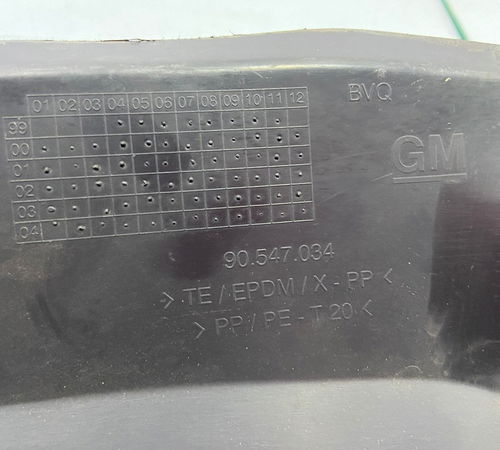 01 02 03 04 05 06 07 08 09 10 11 12
99
00
01
02
03
04
BVQ
GM
90.547.034
> TE / EPDM / X - PP <
> PP / PE - T 20 <